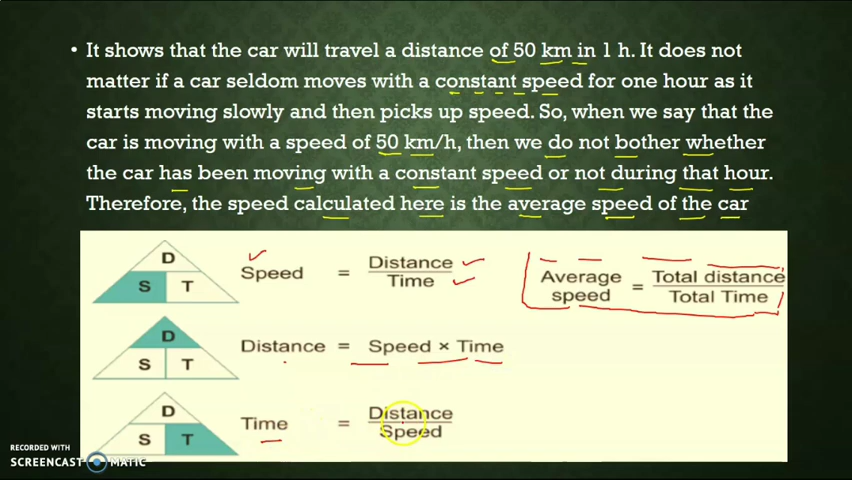 • It shows that the car will travel a distance of 50 km in 1 h. It does not
matter if a car seldom moves with a constant speed for one hour as it
starts moving slowly and then picks up speed. So, when we say that the
car is moving with a speed of 50 km/h, then we do not bother whether
the car has been moving with a constant speed or not during that hour.
Therefore, the speed calculated here is the average speed of the car
D
S T
Speed = Distance
Time
Average
speed = Total distance
Total Time
D
S T
Distance = Speed × Time
D
S T
Time = Distance
Speed
RECORDED WITH
SCREENCAST MATIC